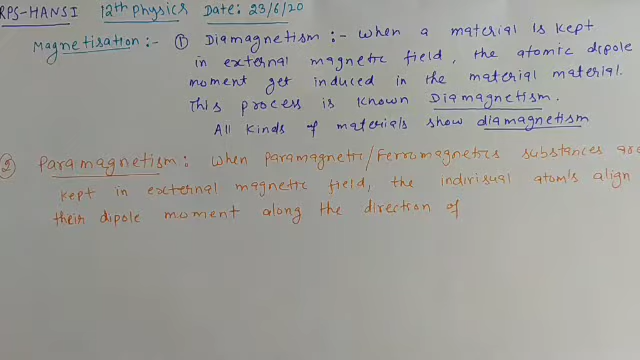 RPS-HANSI 12th Physics Date: 23/6/20
Magnetisation :- ① Diamagnetism :- When a material is kept
in external magnetic field, the atomic dipole
moment get induced in the material material.
This process is known Diamagnetism.
All kinds of materials show diamagnetism
② Paramagnetism : When Paramagnetic/Ferromagnetics substances are
kept in external magnetic field, the indirisual atom's align
their dipole moment along the direction of